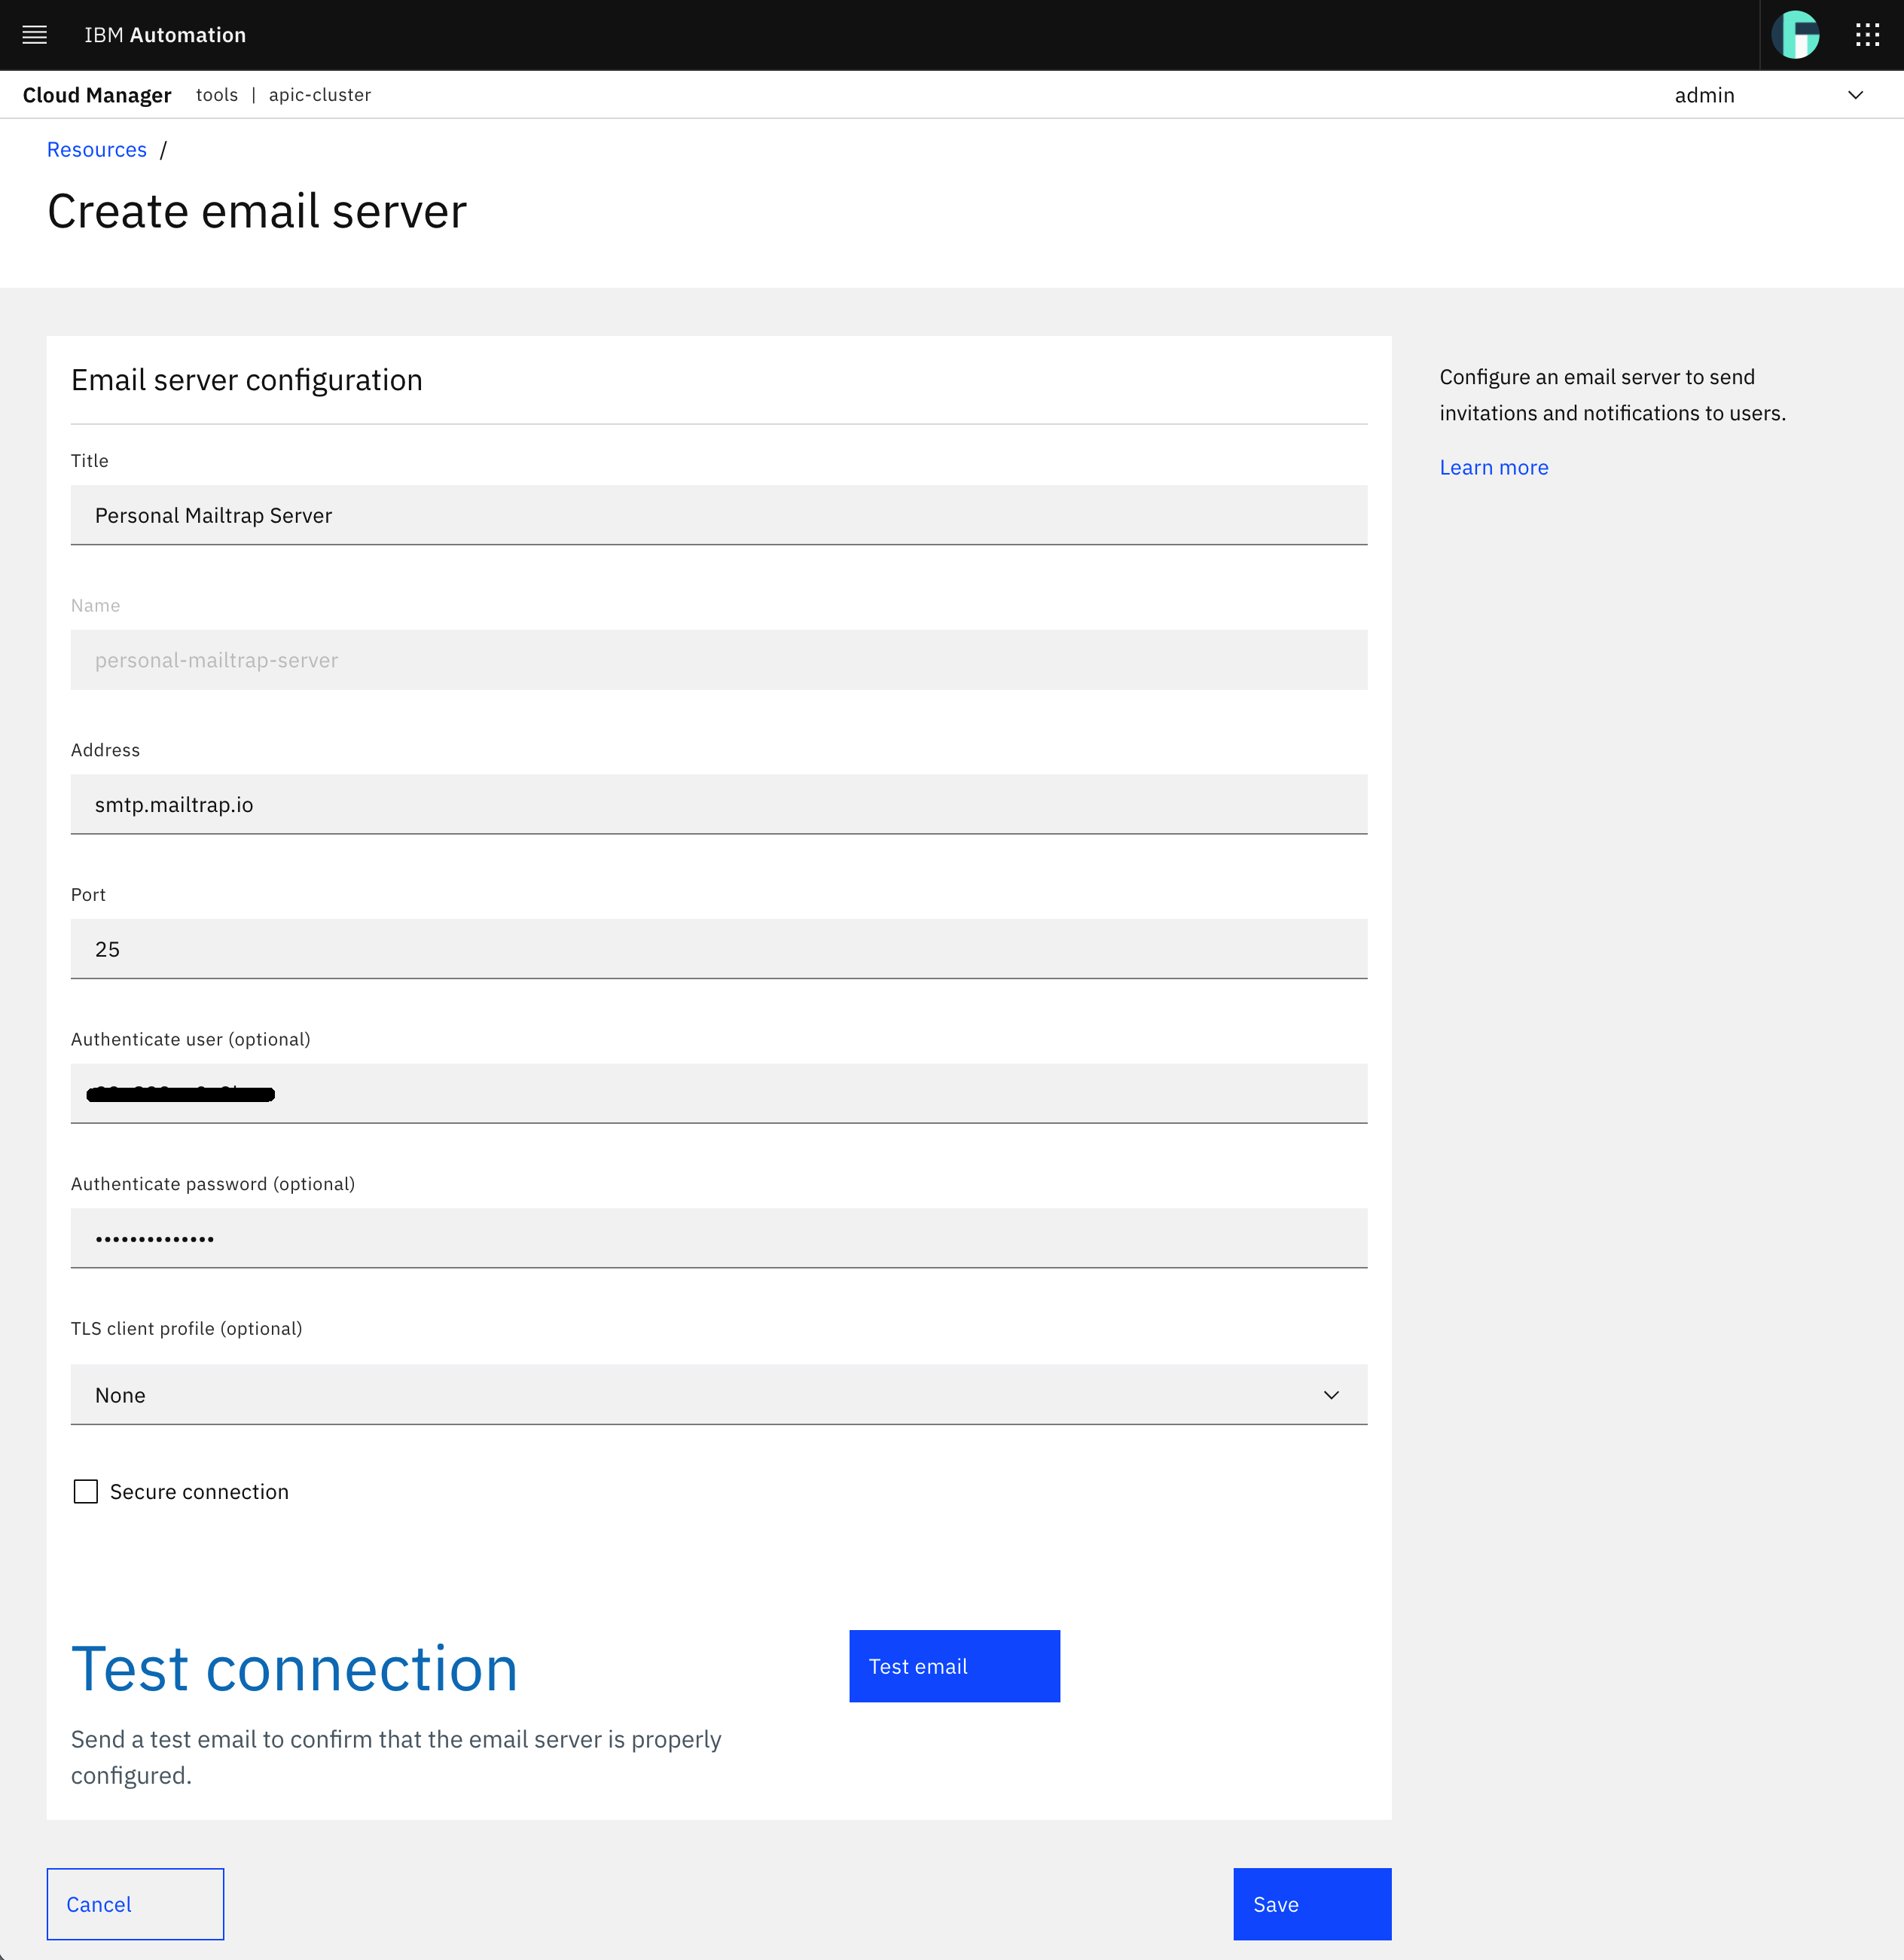 IBM Automation
Cloud Manager tools | apic-cluster admin
Resources /
Create email server
Email server configuration
Configure an email server to send
invitations and notifications to users.
Learn more
Title
Personal Mailtrap Server
Name
personal-mailtrap-server
Address
smtp.mailtrap.io
Port
25
Authenticate user (optional)
Authenticate password (optional)
••••••••••••••
TLS client profile (optional)
None
Secure connection
Test connection
Test email
Send a test email to confirm that the email server is properly
configured.
Cancel
Save